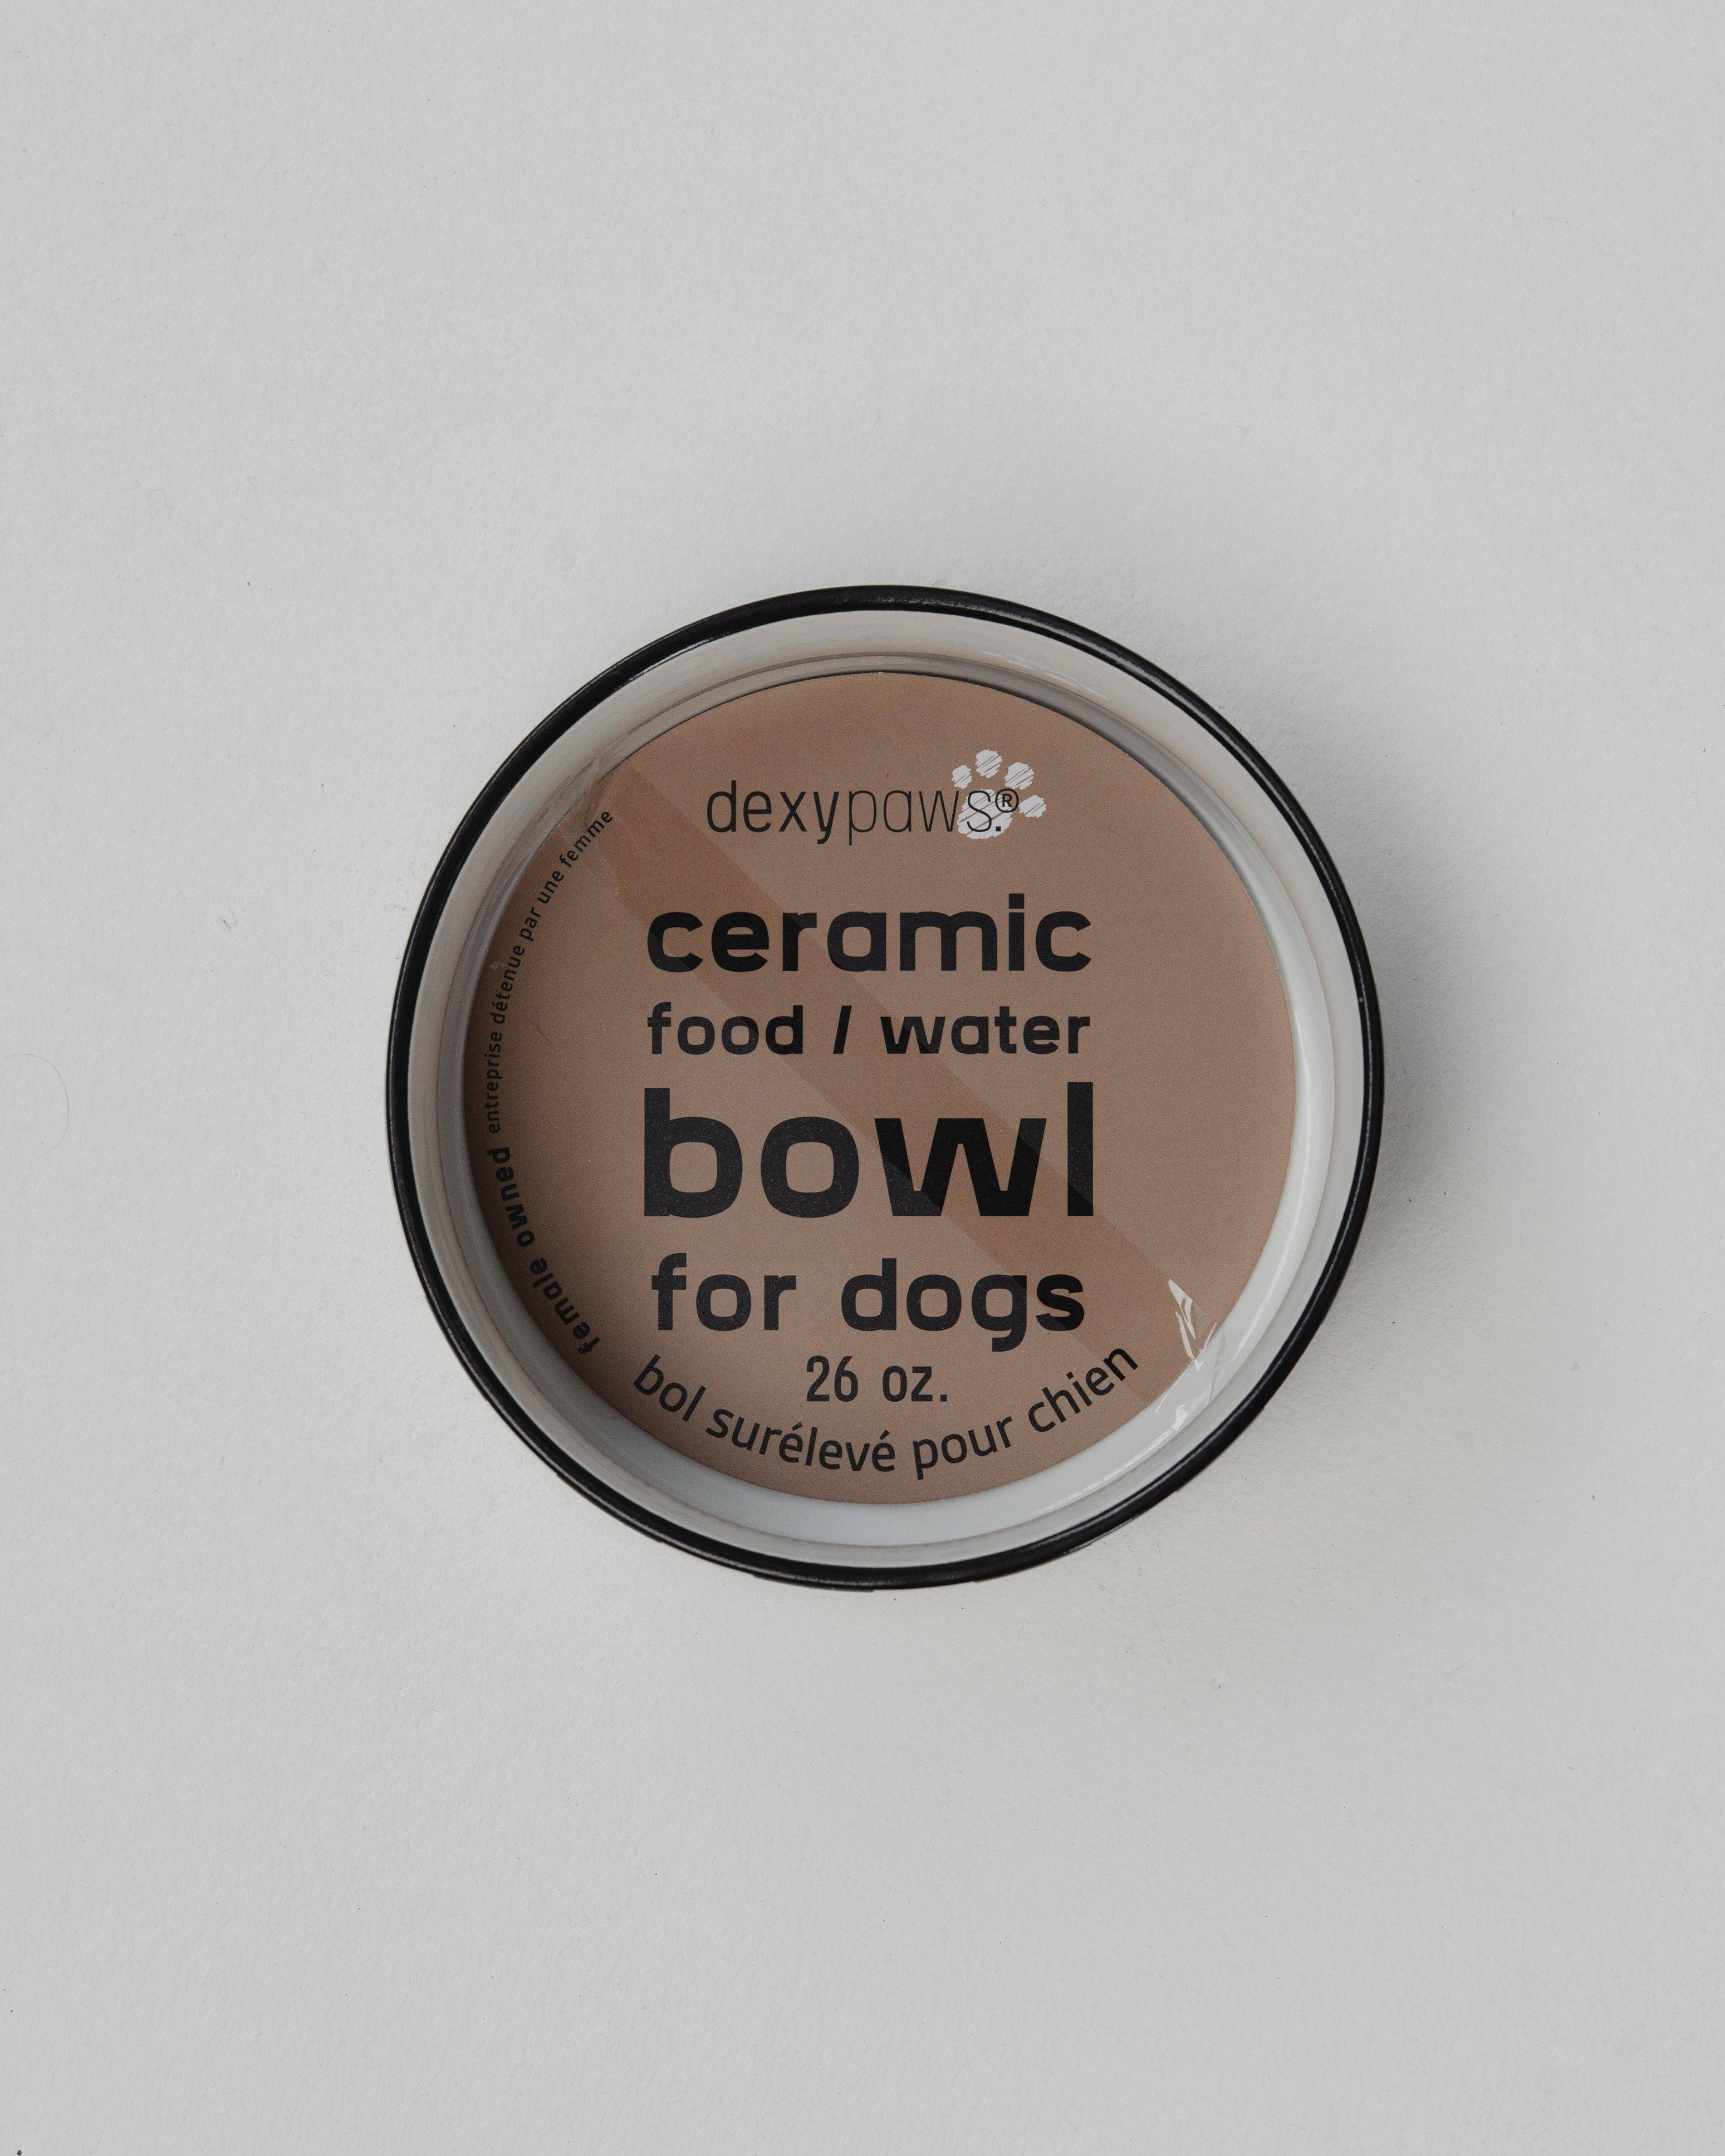 dexypaws.®
ceramic
food / water
bowl
for dogs
26 oz.
bol surélevé pour chien
female owned entreprise détenue par une femme